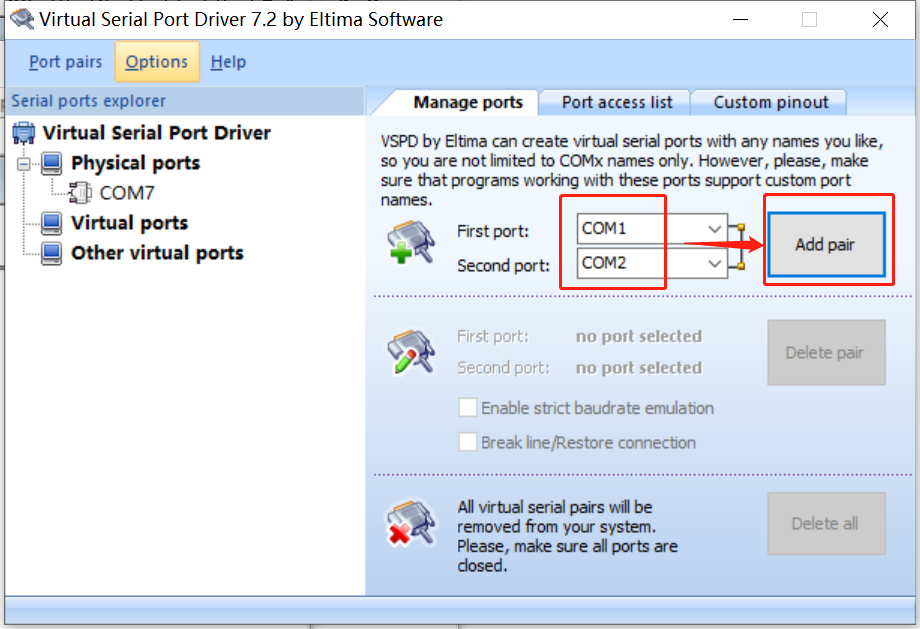 Virtual Serial Port Driver 7.2 by Eltima Software
Port pairs Options Help
Serial ports explorer
Virtual Serial Port Driver
Physical ports
COM7
Virtual ports
Other virtual ports
Manage ports Port access list Custom pinout
VSPD by Eltima can create virtual serial ports with any names you like,
so you are not limited to COMx names only. However, please, make
sure that programs working with these ports support custom port
names.
First port: COM1
Second port: COM2
Add pair
First port: no port selected
Second port: no port selected
Delete pair
Enable strict baudrate emulation
Break line/Restore connection
All virtual serial pairs will be
removed from your system.
Please, make sure all ports are
closed.
Delete all